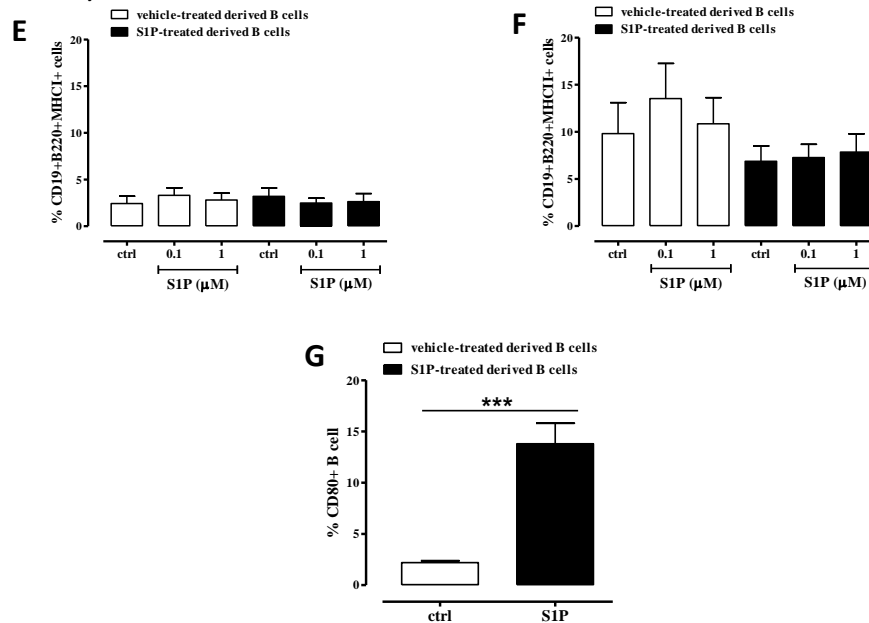 E
vehicle-treated derived B cells
S1P-treated derived B cells
% CD19+B220+MHCI+ cells
20
15
10
5
0
ctrl 0.1 1 ctrl 0.1 1
S1P (μM) S1P (μM)
F
vehicle-treated derived B cells
S1P-treated derived B cells
% CD19+B220+MHCII+ cells
20
15
10
5
0
ctrl 0.1 1 ctrl 0.1 1
S1P (μM) S1P (μM)
G
vehicle-treated derived B cells
S1P-treated derived B cells
% CD80+ B cell
20
15
10
5
0
***
ctrl S1P